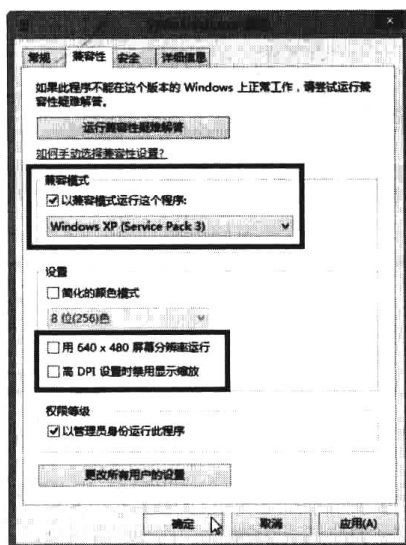 常规
兼容性
安全
详细信息
如果此程序不能在这个版本的 Windows 上正常工作，请尝试运行兼
容性疑难解答。
运行兼容性疑难解答
如何手动选择兼容性设置?
兼容模式
以兼容模式运行这个程序:
Windows XP (Service Pack 3)
设置
简化的颜色模式
8 位(256)色
用 640 x 480 屏幕分辨率运行
高 DPI 设置时禁用显示缩放
权限等级
以管理员身份运行此程序
更改所有用户的设置
确定
取消
应用(A)